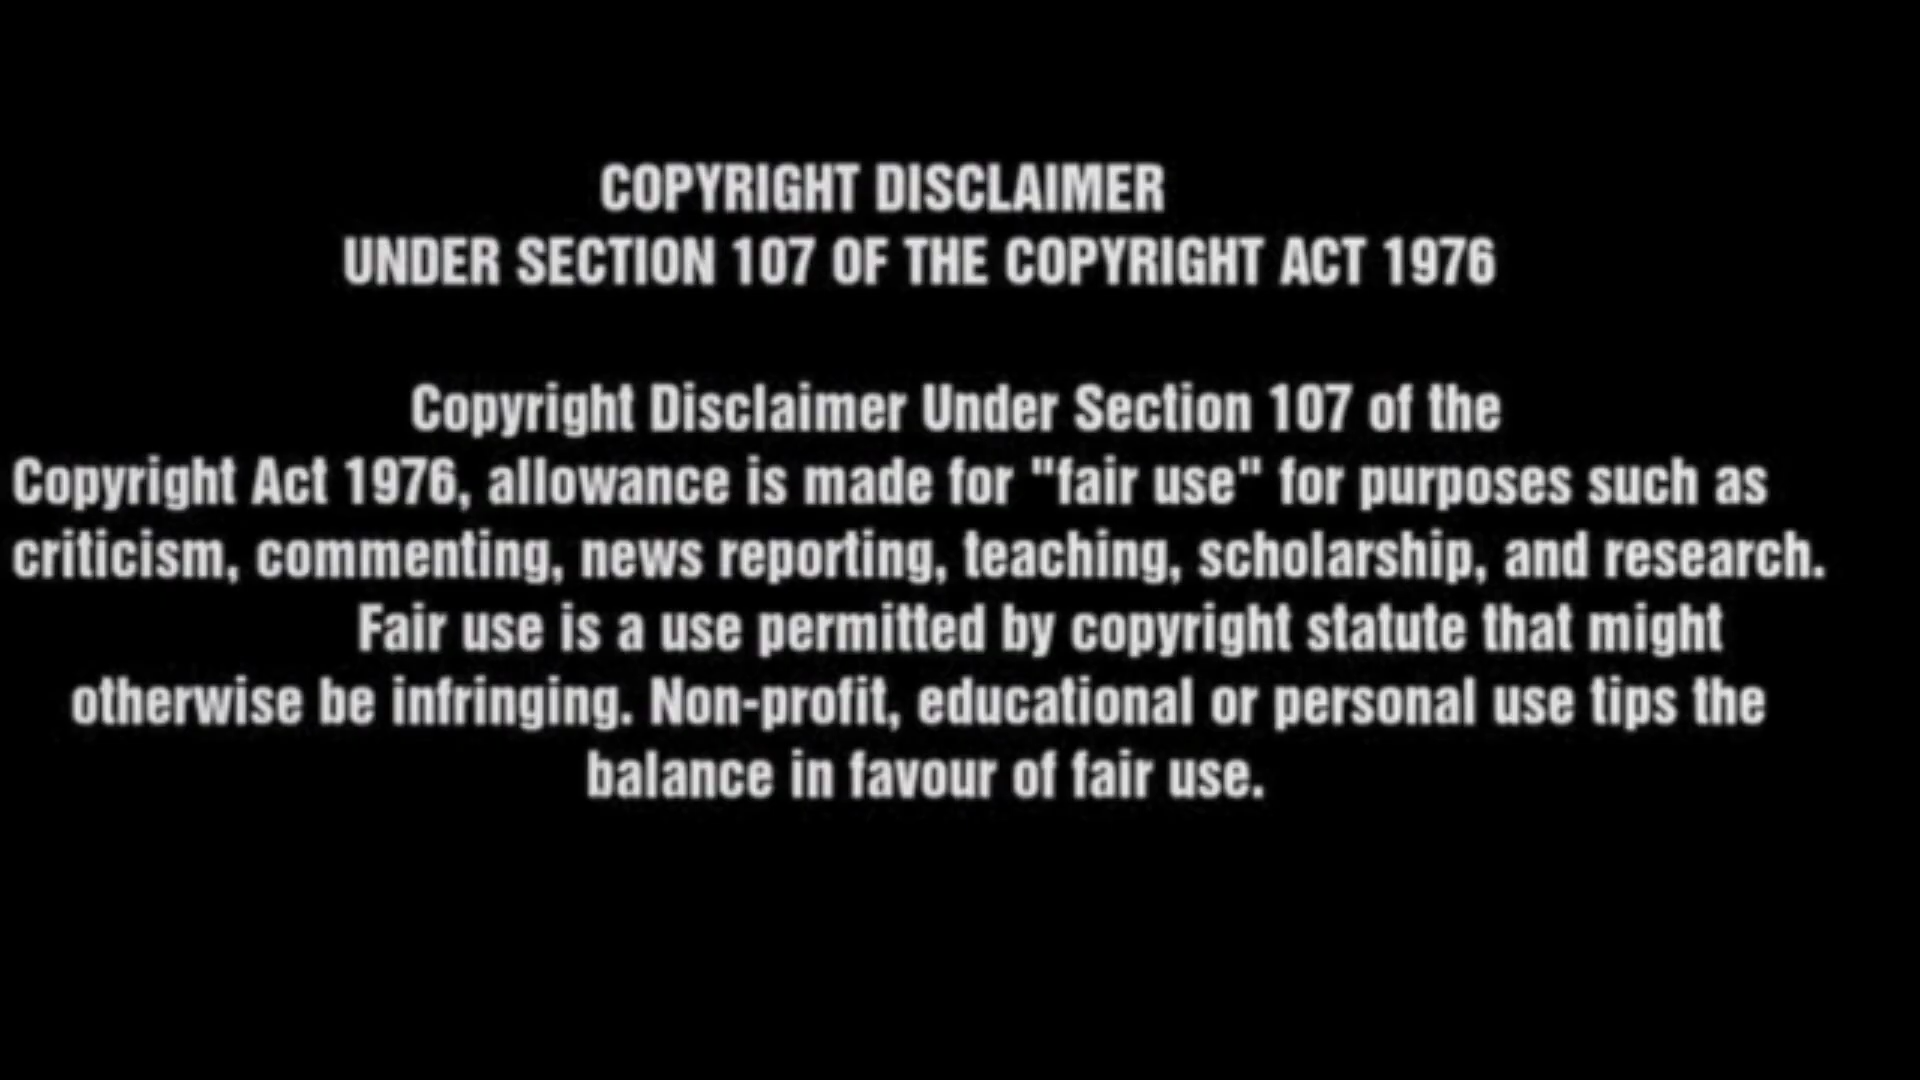 COPYRIGHT DISCLAIMER
UNDER SECTION 107 OF THE COPYRIGHT ACT 1976
Copyright Disclaimer Under Section 107 of the
Copyright Act 1976, allowance is made for "fair use" for purposes such as
criticism, commenting, news reporting, teaching, scholarship, and research.
Fair use is a use permitted by copyright statute that might
otherwise be infringing. Non-profit, educational or personal use tips the
balance in favour of fair use.